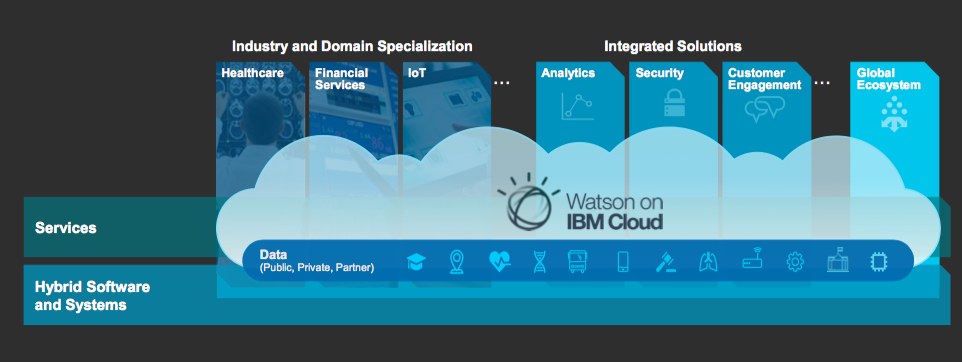 Industry and Domain Specialization
Integrated Solutions
Healthcare
Financial
Services
IoT
...
Analytics
Security
Customer
Engagement
...
Global
Ecosystem
Watson on
IBM Cloud
Services
Data
(Public, Private, Partner)
Hybrid Software
and Systems